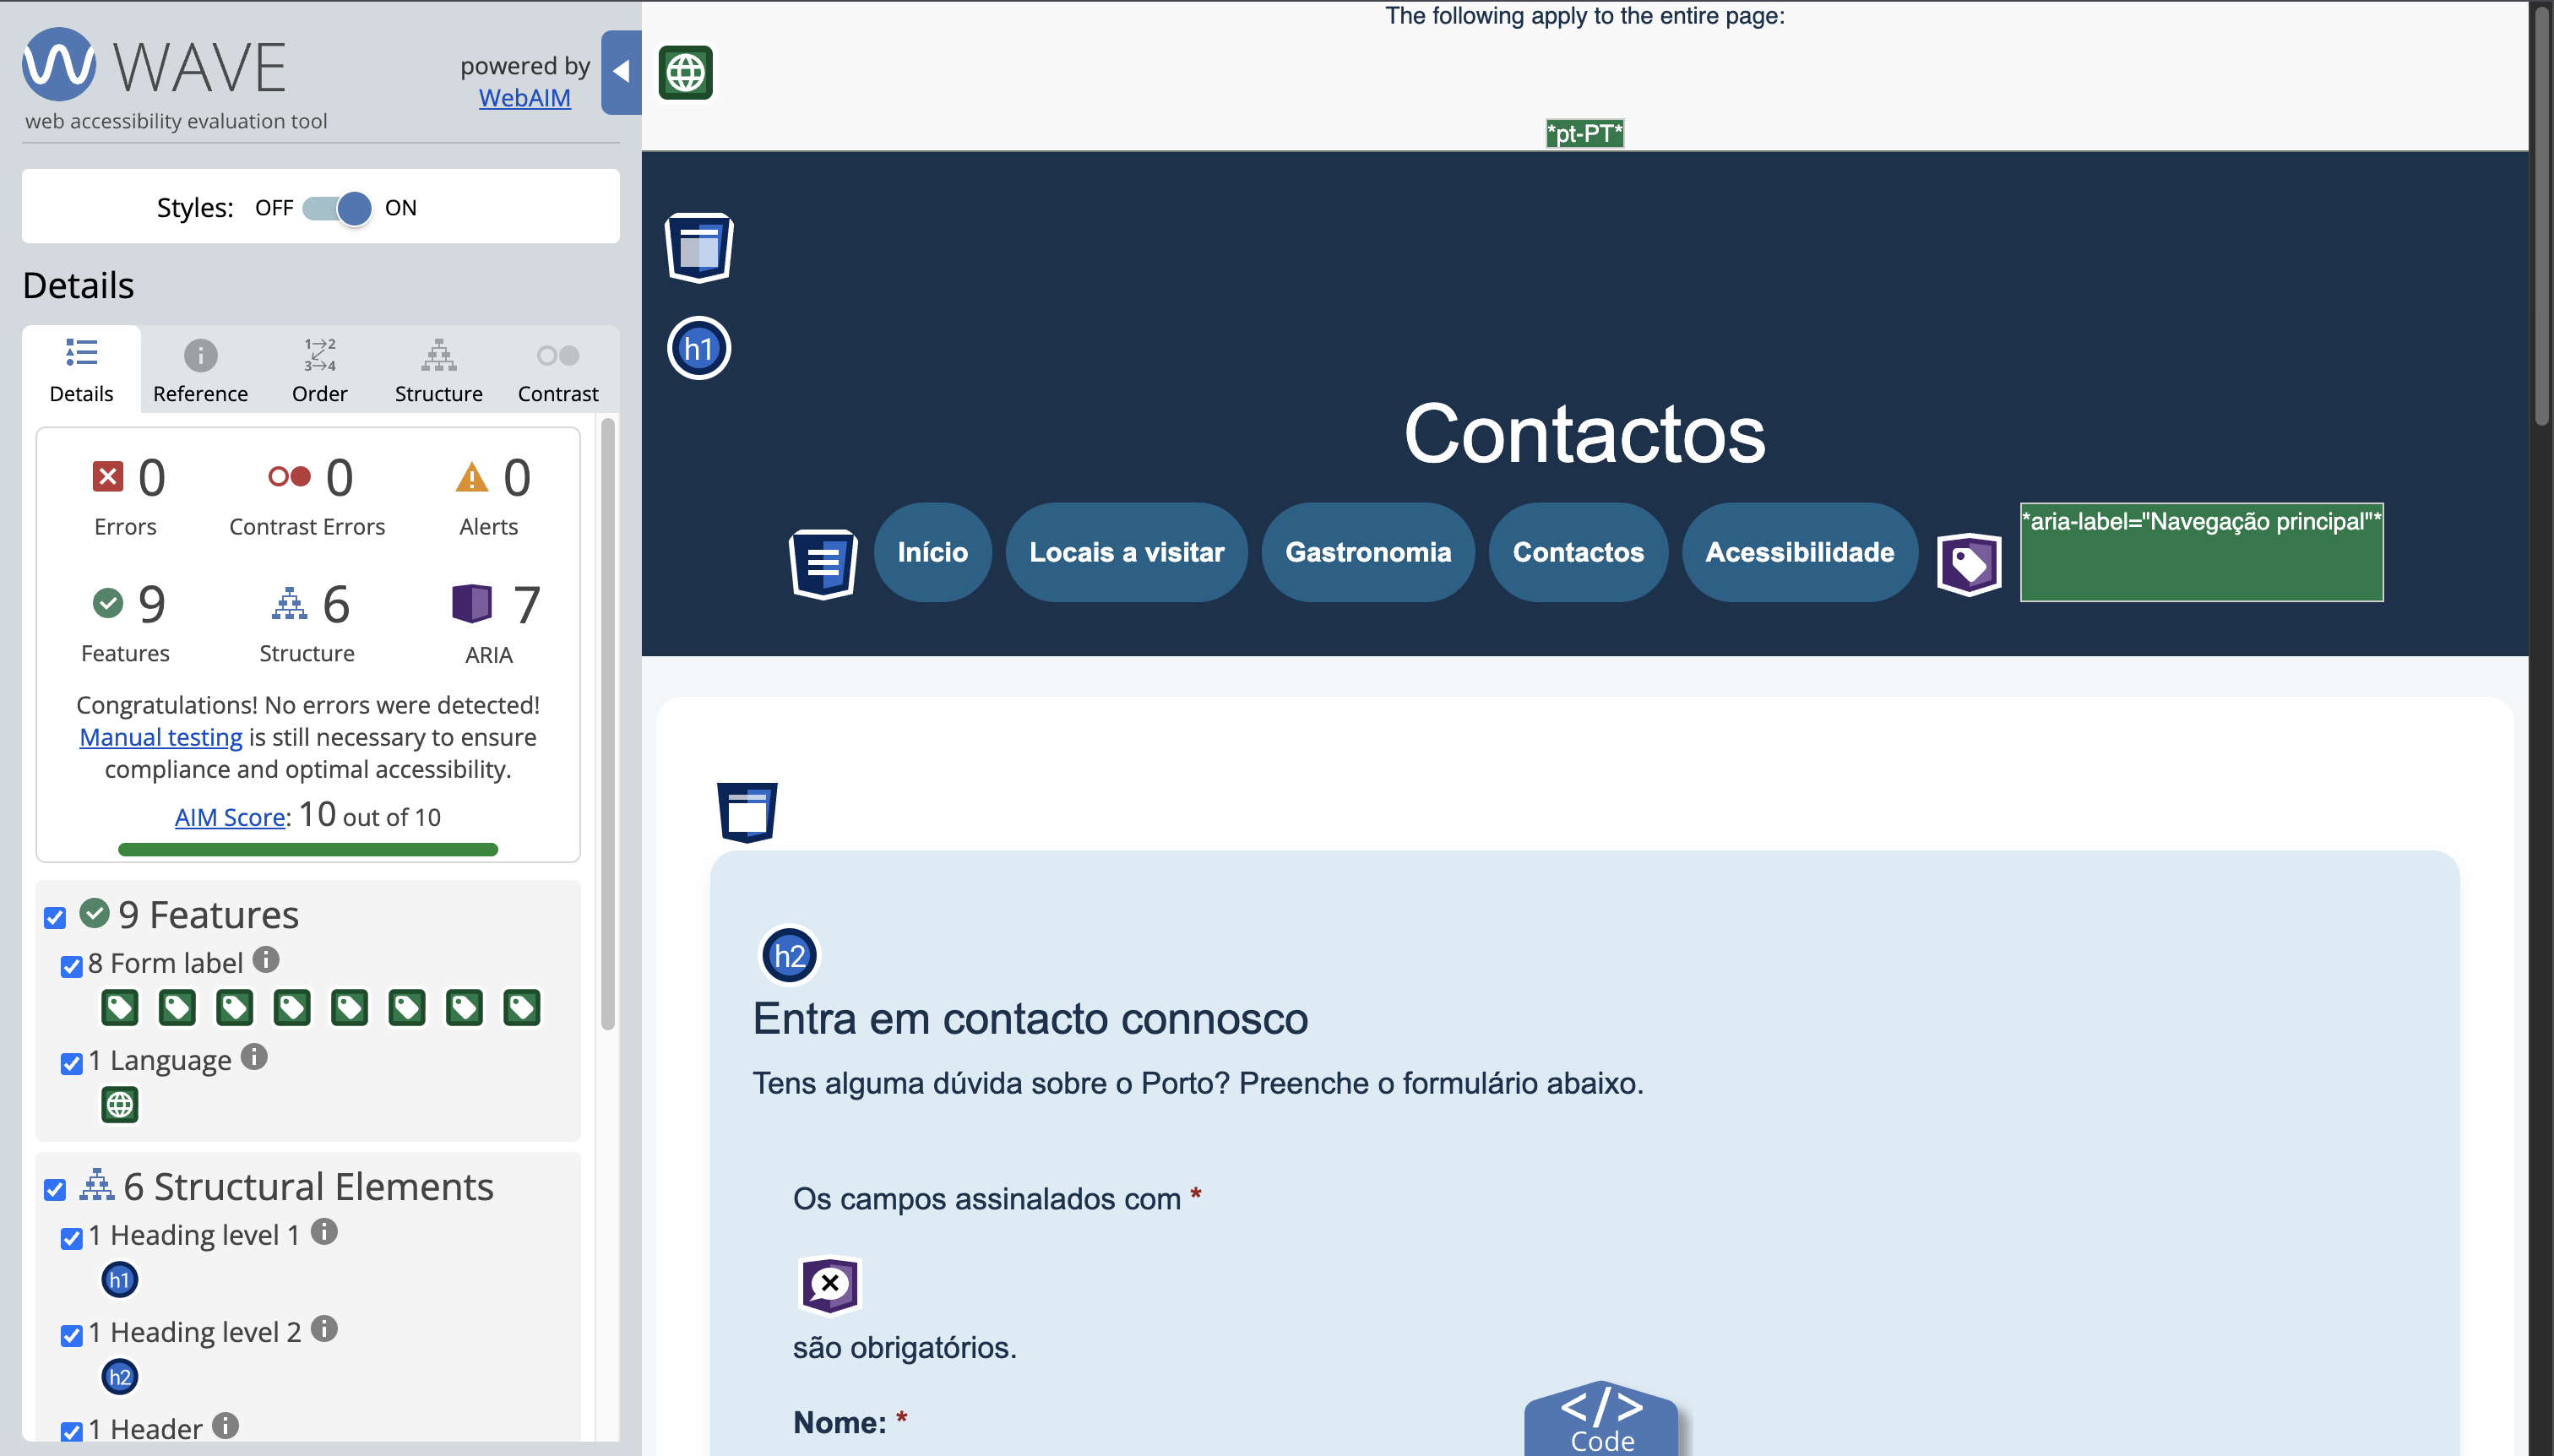 WAVE
powered by
WebAIM
web accessibility evaluation tool
Styles: OFF ON
Details
Details
Reference
1→2
3→4
Order
Structure
Contrast
0
Errors
0
Contrast Errors
0
Alerts
9
Features
6
Structure
7
ARIA
Congratulations! No errors were detected!
Manual testing is still necessary to ensure
compliance and optimal accessibility.
AIM Score: 10 out of 10
9 Features
8 Form label
1 Language
6 Structural Elements
1 Heading level 1
h1
1 Heading level 2
h2
1 Header
The following apply to the entire page:
*pt-PT*
h1
Contactos
Início
Locais a visitar
Gastronomia
Contactos
Acessibilidade
*aria-label="Navegação principal"*
h2
Entra em contacto connosco
Tens alguma dúvida sobre o Porto? Preenche o formulário abaixo.
Os campos assinalados com *
são obrigatórios.
Nome: *
</>
Code